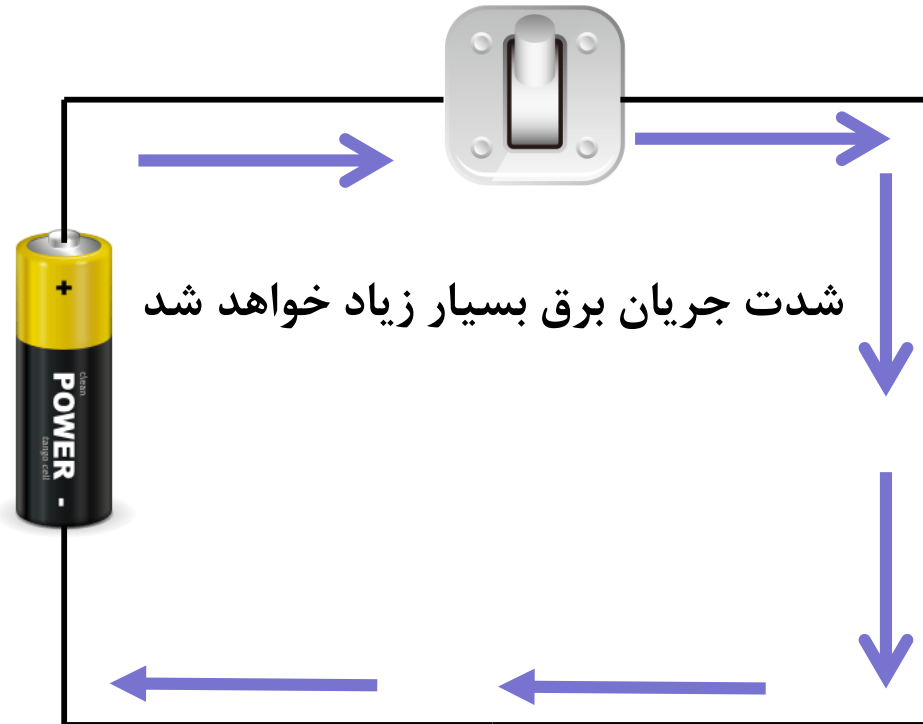 شدت جریان برق بسیار زیاد خواهد شد
+
clean
POWER
tango cell
-